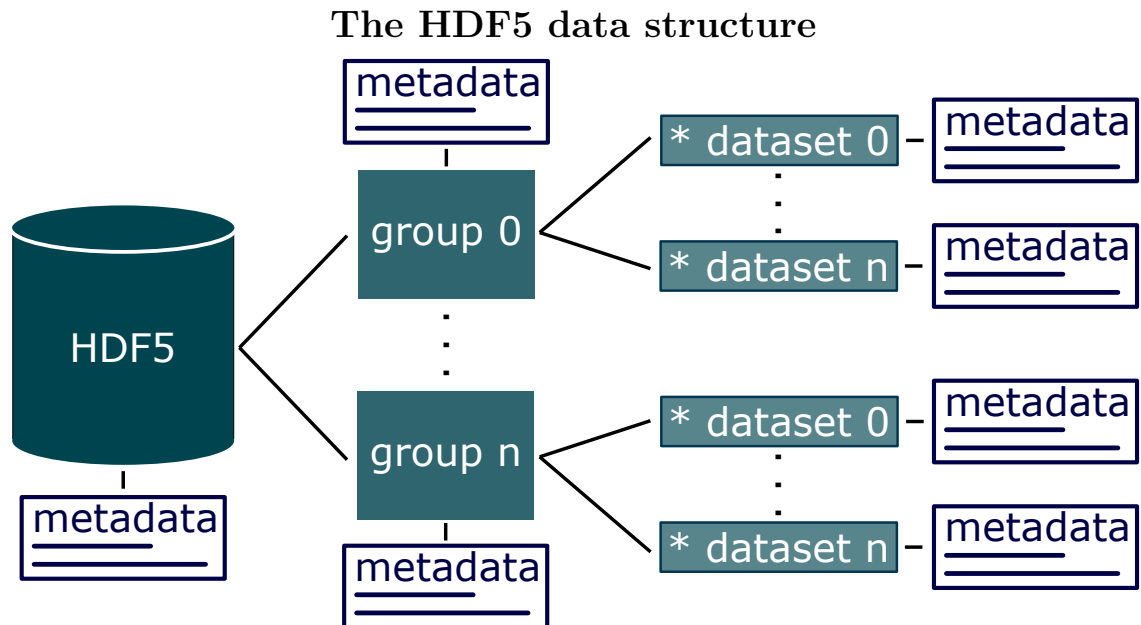 The HDF5 data structure
metadata
* dataset 0
metadata
group 0
* dataset n
metadata
HDF5
metadata
group n
* dataset 0
metadata
* dataset n
metadata
metadata